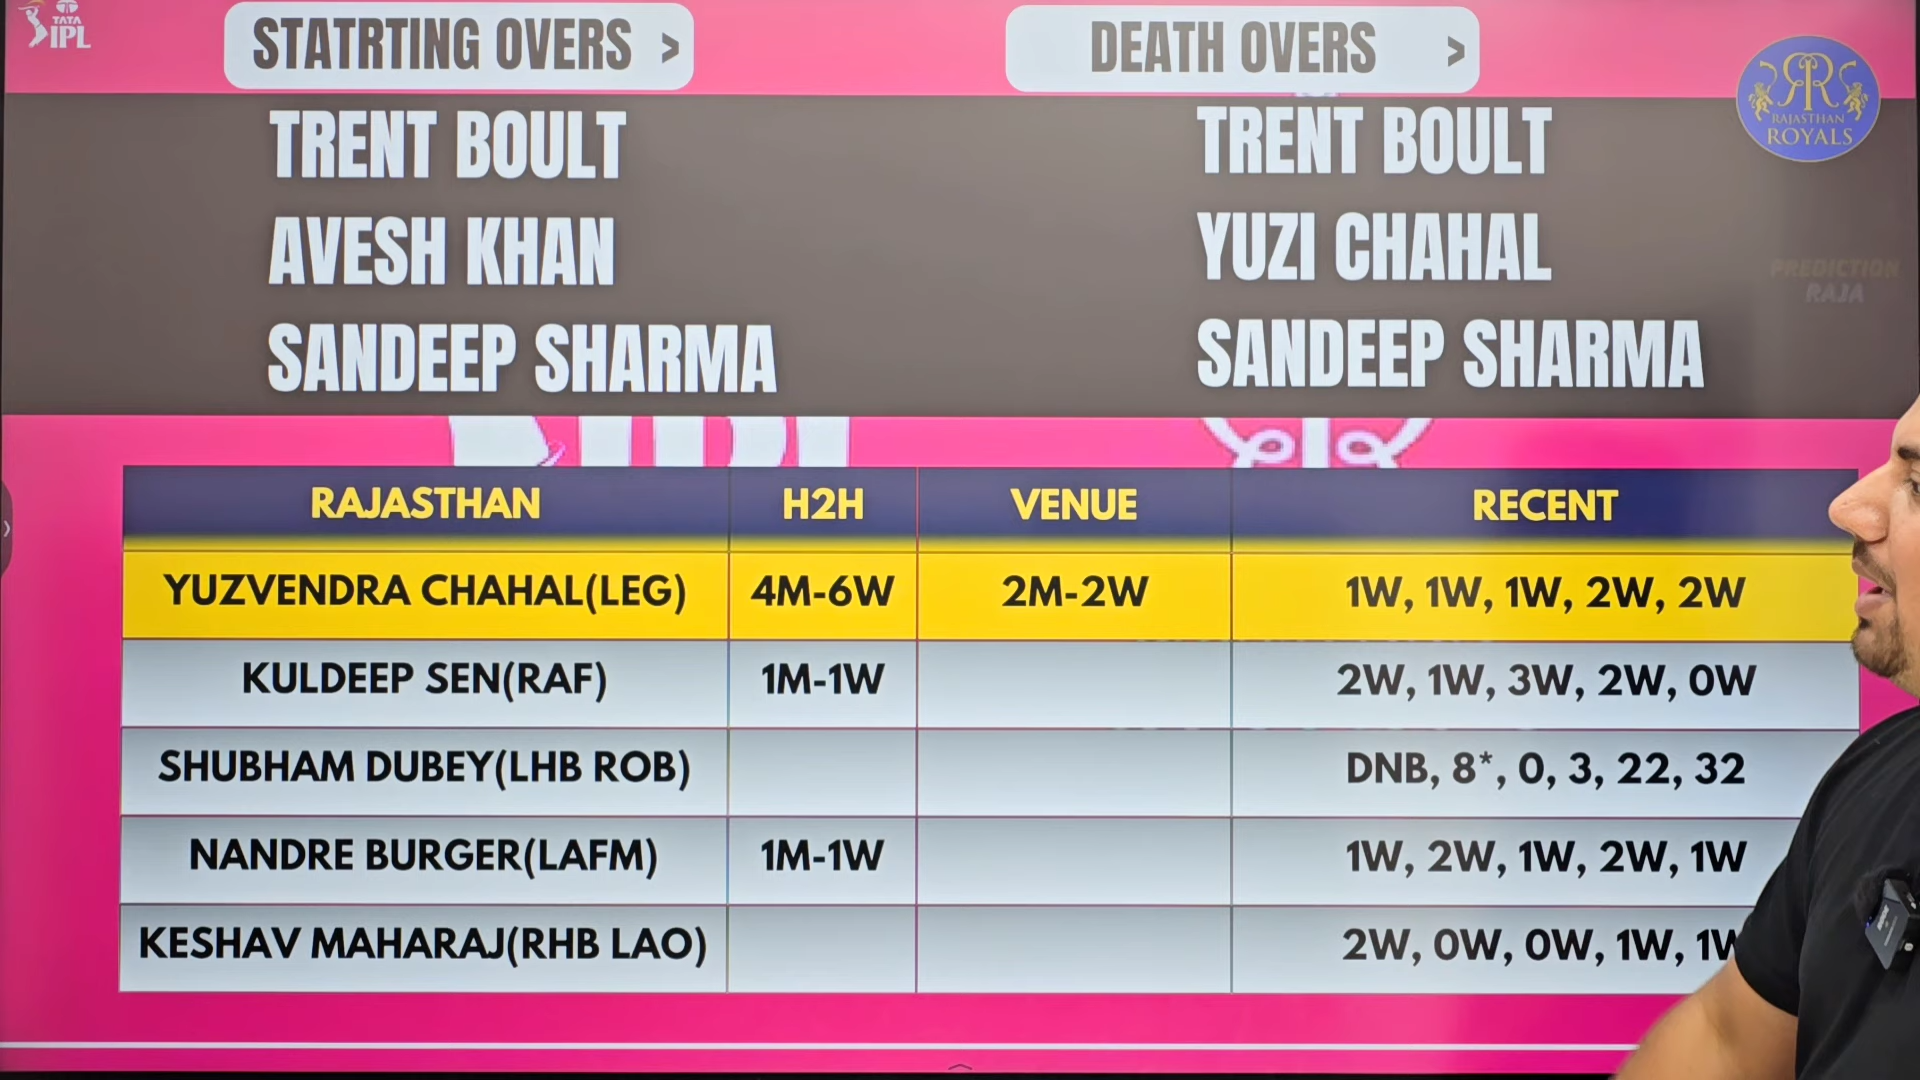 TATA
IPL
STATRTING OVERS >
DEATH OVERS >
RAJASTHAN
ROYALS
TRENT BOULT
AVESH KHAN
SANDEEP SHARMA
TRENT BOULT
YUZI CHAHAL
SANDEEP SHARMA
PREDICTION
RAJA
RAJASTHAN H2H VENUE RECENT
YUZVENDRA CHAHAL(LEG) 4M-6W 2M-2W 1W, 1W, 1W, 2W, 2W
KULDEEP SEN(RAF) 1M-1W 2W, 1W, 3W, 2W, 0W
SHUBHAM DUBEY(LHB ROB) DNB, 8*, 0, 3, 22, 32
NANDRE BURGER(LAFM) 1M-1W 1W, 2W, 1W, 2W, 1W
KESHAV MAHARAJ(RHB LAO) 2W, 0W, 0W, 1W, 1W